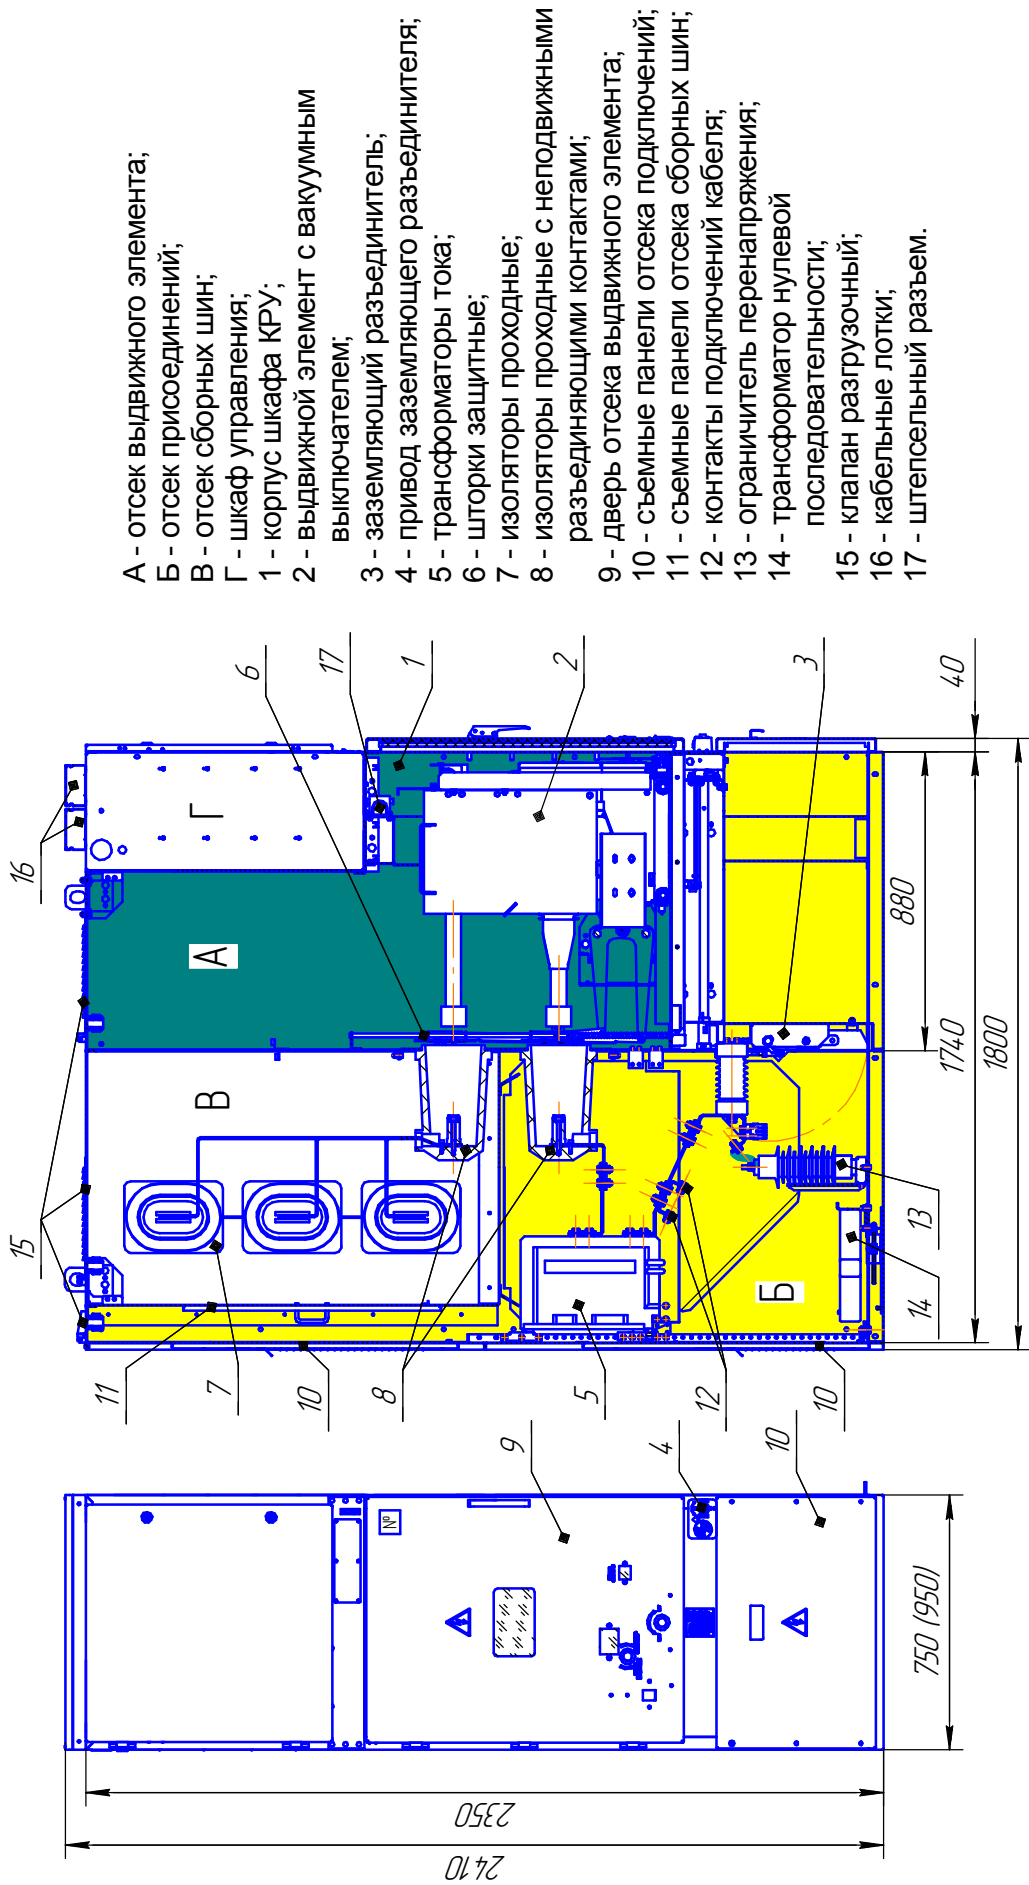 А - отсек выдвижного элемента;
Б - отсек присоединений;
В - отсек сборных шин;
Г - шкаф управления;
1 - корпус шкафа КРУ;
2 - выдвижной элемент с вакуумным
выключателем;
3 - заземляющий разъединитель;
4 - привод заземляющего разъединителя;
5 - трансформаторы тока;
6 - шторки защитные;
7 - изоляторы проходные;
8 - изоляторы проходные с неподвижными
разъединяющими контактами;
9 - дверь отсека выдвижного элемента;
10 - съемные панели отсека подключений;
11 - съемные панели отсека сборных шин;
12 - контакты подключений кабеля;
13 - ограничитель перенапряжения;
14 - трансформатор нулевой
последовательности;
15 - клапан разгрузочный;
16 - кабельные лотки;
17 - штепсельный разъем.
15
16
11
7
10
8
5
12
10
14
13
6
17
1
2
3
А
Б
В
Г
40
880
1740
1800
№
9
4
10
750 (950)
2350
2410